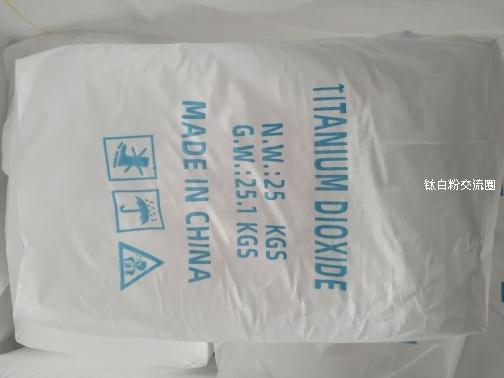 TITANIUM DIOXIDE
N.W.:25 KGS
G.W.:25.1 KGS
MADE IN CHINA
钛白粉交流圈